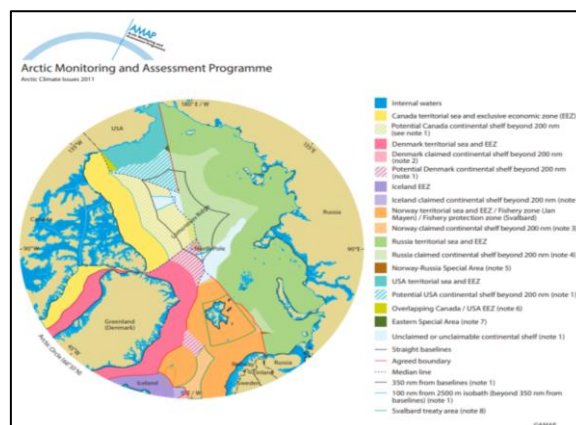 AMAP
Arctic Monitoring and Assessment Programme
Arctic Climate Issues 2011
180° E / W
USA
155°W
155°E
Canada
Russia
Lomonosov Ridge
North Pole
90°W
90°E
Greenland
(Denmark)
Iceland
Russia
Finland
Sweden
Internal waters
Canada territorial sea and exclusive economic zone (EEZ)
Potential Canada continental shelf beyond 200 nm
(see note 1)
Denmark territorial sea and EEZ
Denmark claimed continental shelf beyond 200 nm
(note 2)
Potential Denmark continental shelf beyond 200 nm
(note 1)
Iceland EEZ
Iceland claimed continental shelf beyond 200 nm (note
Norway territorial sea and EEZ / Fishery zone (Jan
Mayen) / Fishery protection zone (Svalbard)
Norway claimed continental shelf beyond 200 nm (note 3)
Russia territorial sea and EEZ
Russia claimed continental shelf beyond 200 nm (note 4)
Norway-Russia Special Area (note 5)
USA territorial sea and EEZ
Potential USA continental shelf beyond 200 nm (note 1)
Overlapping Canada / USA EEZ (note 6)
Eastern Special Area (note 7)
Unclaimed or unclaimable continental shelf (note 1)
Straight baselines
Agreed boundary
Median line
350 nm from baselines (note 1)
100 nm from 2500 m isobath (beyond 350 nm from
baselines) (note 1)
Svalbard treaty area (note 8)
©AMAP